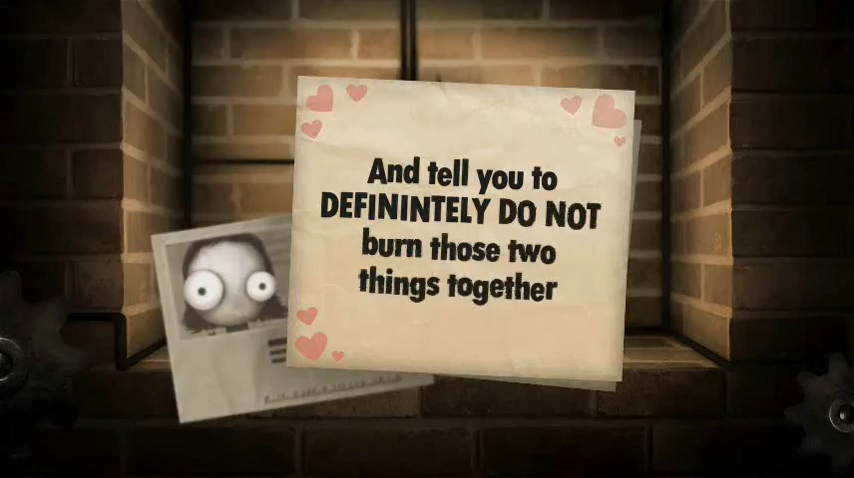 And tell you to
DEFININTELY DO NOT
burn those two
things together